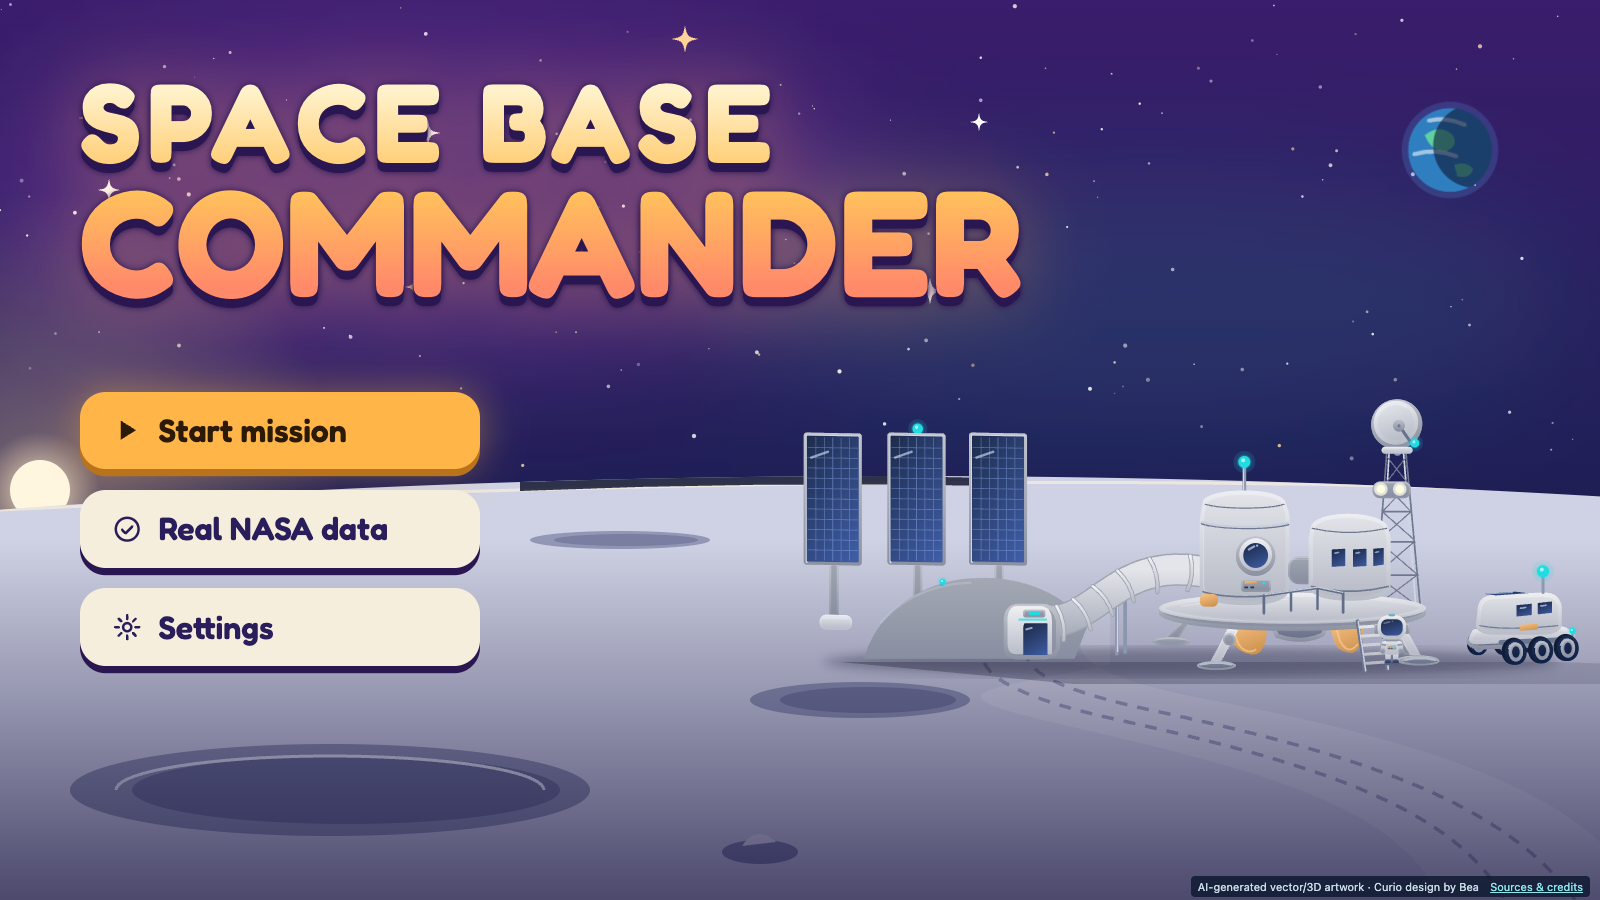 SPACE BASE
COMMANDER
Start mission
Real NASA data
Settings
AI-generated vector/3D artwork · Curio design by Bea Sources & credits